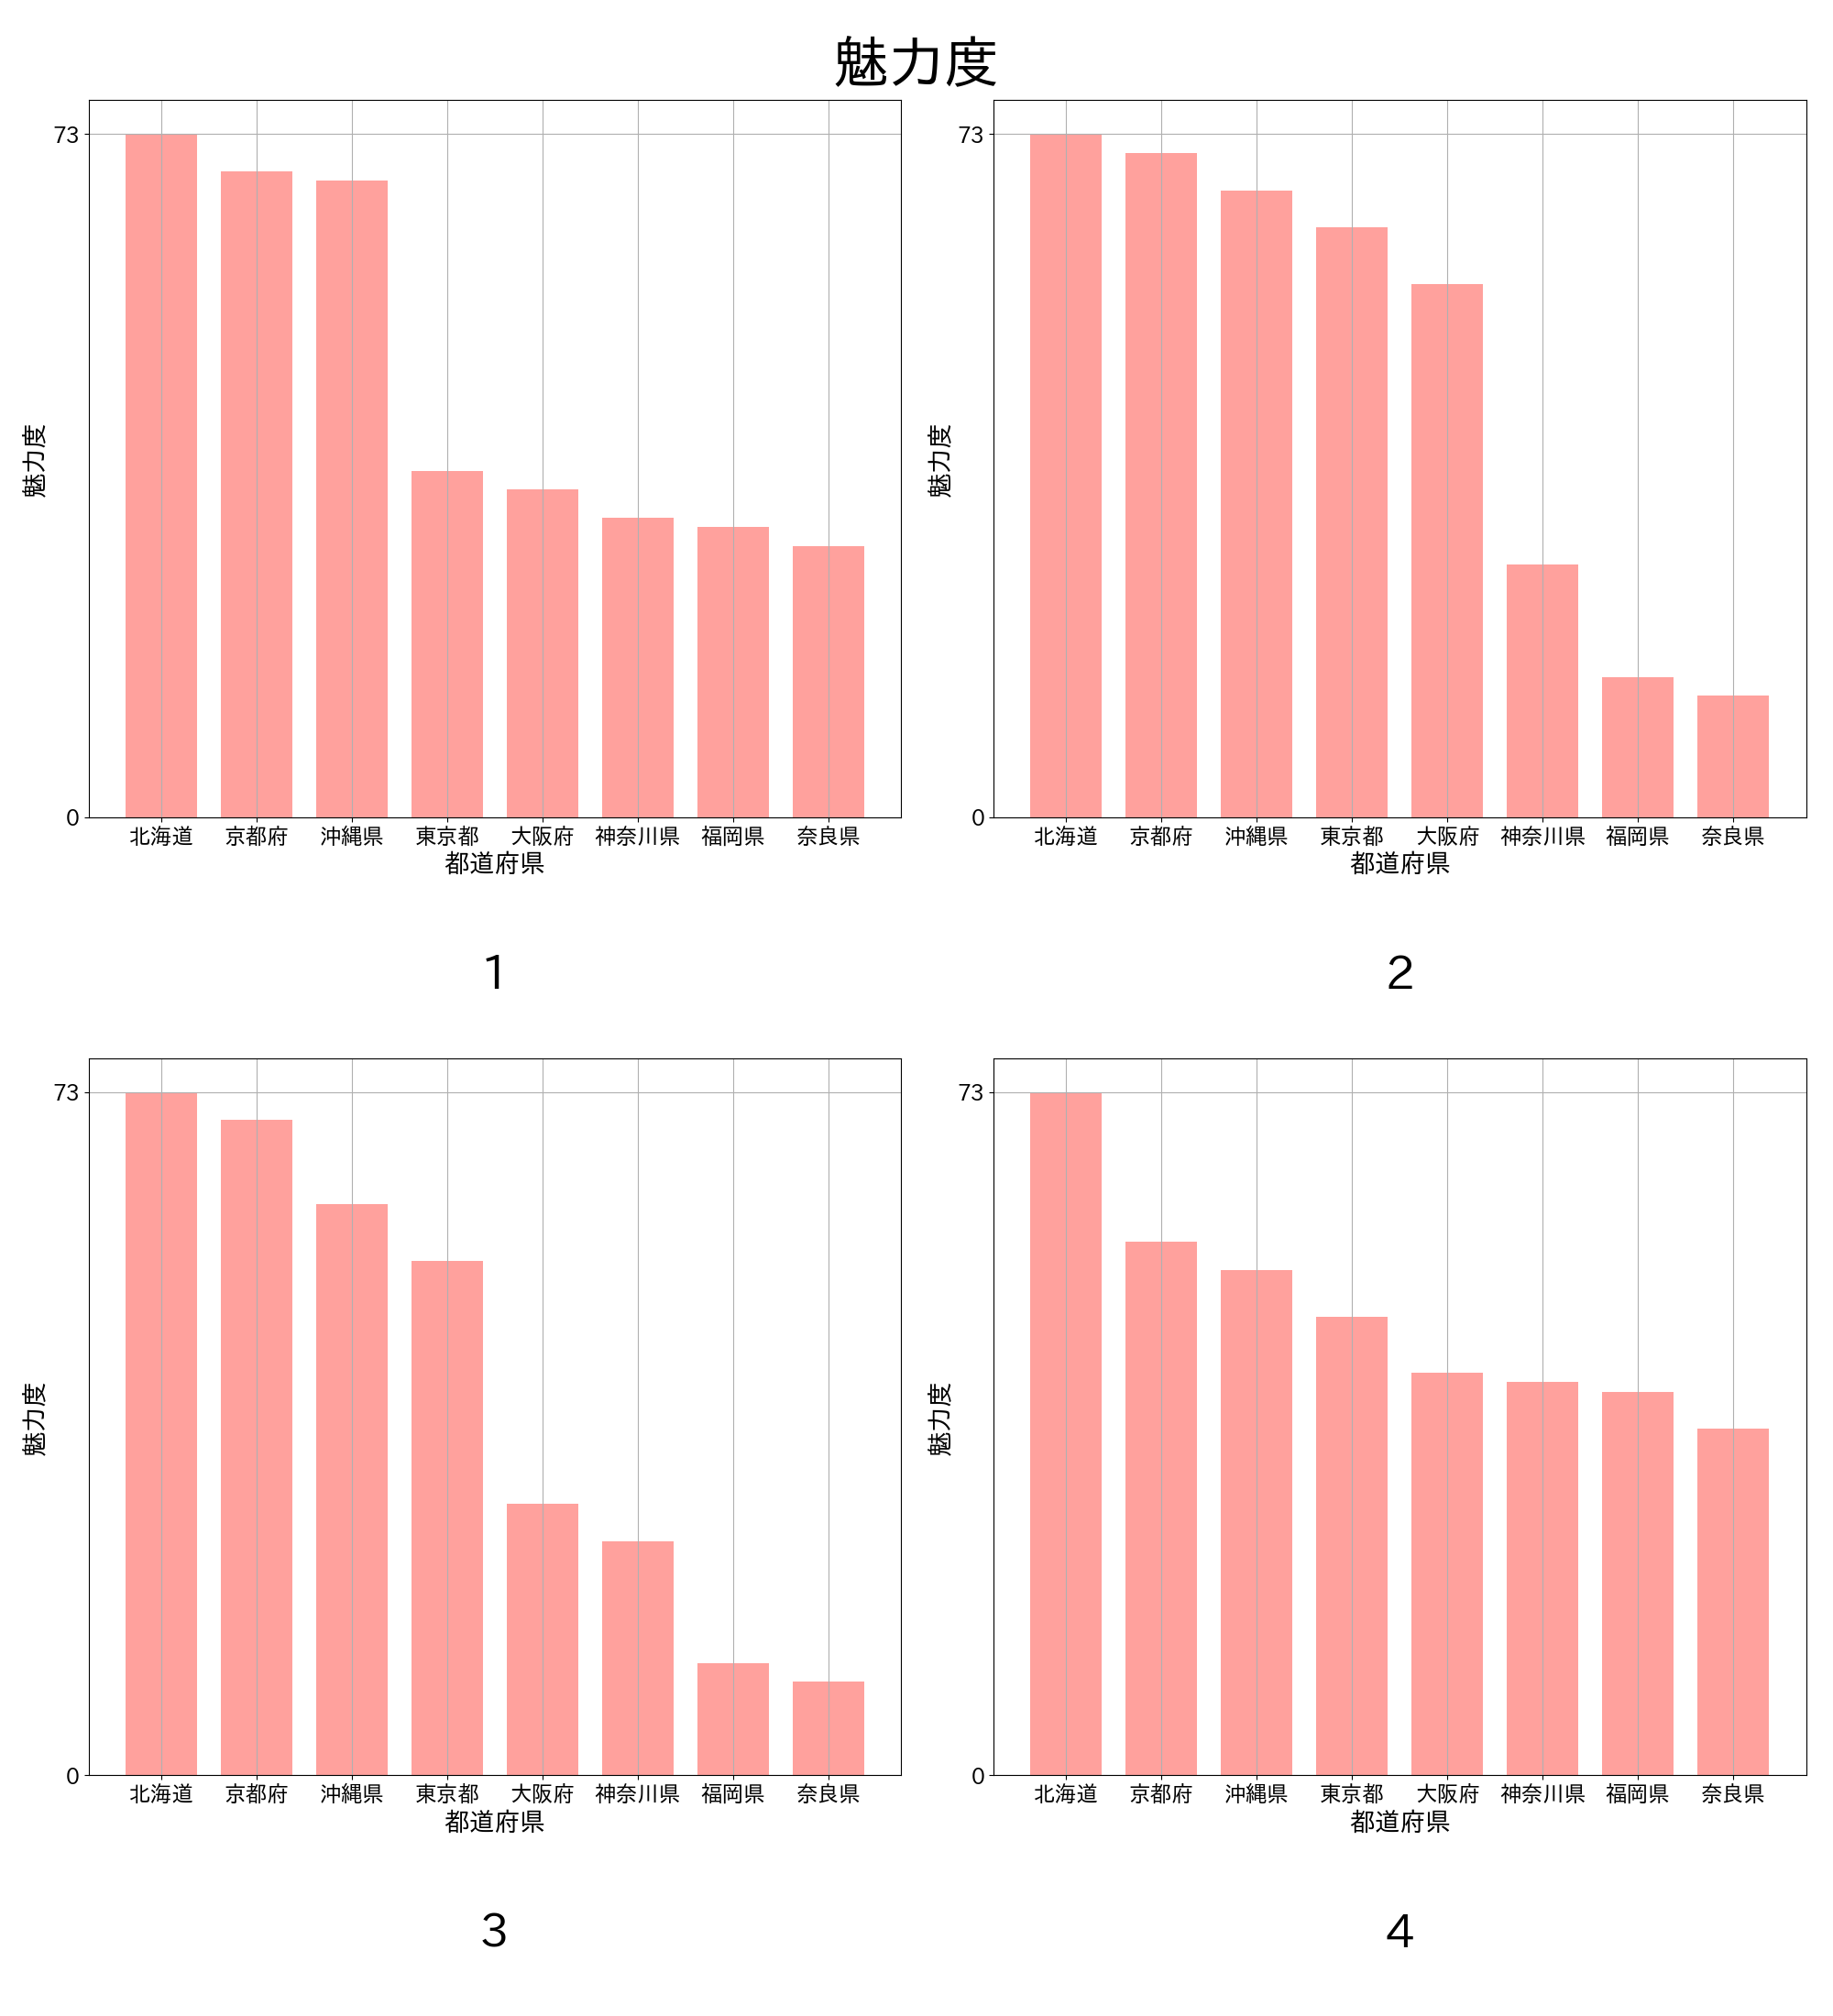 魅力度
73
魅力度
0
北海道 京都府 沖縄県 東京都 大阪府 神奈川県 福岡県 奈良県
都道府県
1
73
魅力度
0
北海道 京都府 沖縄県 東京都 大阪府 神奈川県 福岡県 奈良県
都道府県
2
73
魅力度
0
北海道 京都府 沖縄県 東京都 大阪府 神奈川県 福岡県 奈良県
都道府県
3
73
魅力度
0
北海道 京都府 沖縄県 東京都 大阪府 神奈川県 福岡県 奈良県
都道府県
4